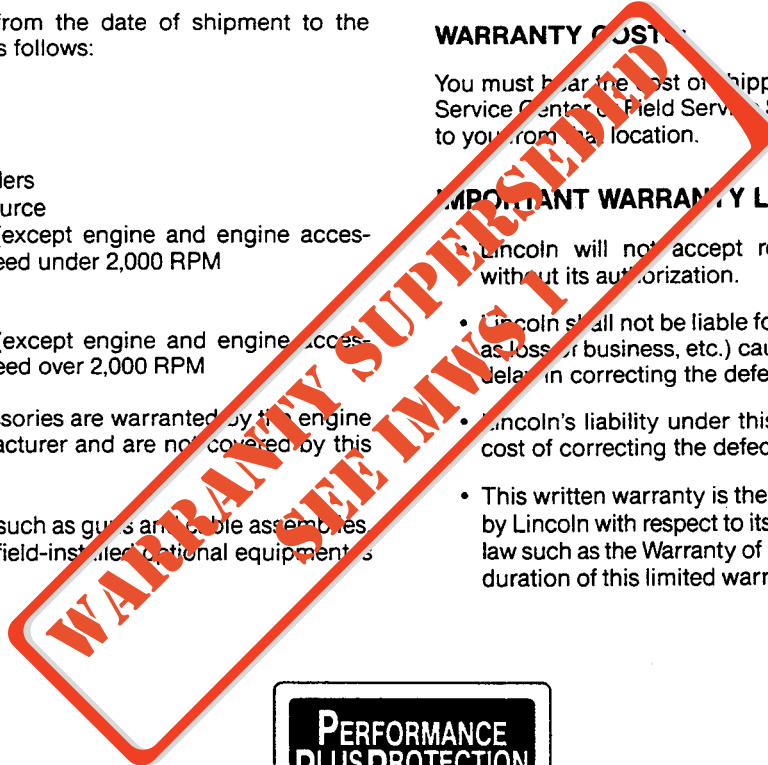 from the date of shipment to the
s follows:
lers
urce
(except engine and engine acces-
eed under 2,000 RPM
(except engine and engine acces-
eed over 2,000 RPM
sories are warranted by the engine
acturer and are not covered by this
such as guns and cable assemblies,
field-installed optional equipment is
WARRANTY COSTS:
You must bear the cost of shipp
Service Center or Field Service S
to you from that location.
IMPORTANT WARRANTY L
• Lincoln will not accept re
without its authorization.
• Lincoln shall not be liable fo
as loss of business, etc.) cau
delay in correcting the defe
• Lincoln's liability under this
cost of correcting the defec
• This written warranty is the
by Lincoln with respect to its
law such as the Warranty of
duration of this limited warr
WARRANTY SUPERSEDED
SEE IMWS 1
PERFORMANCE
PLUS PROTECTION